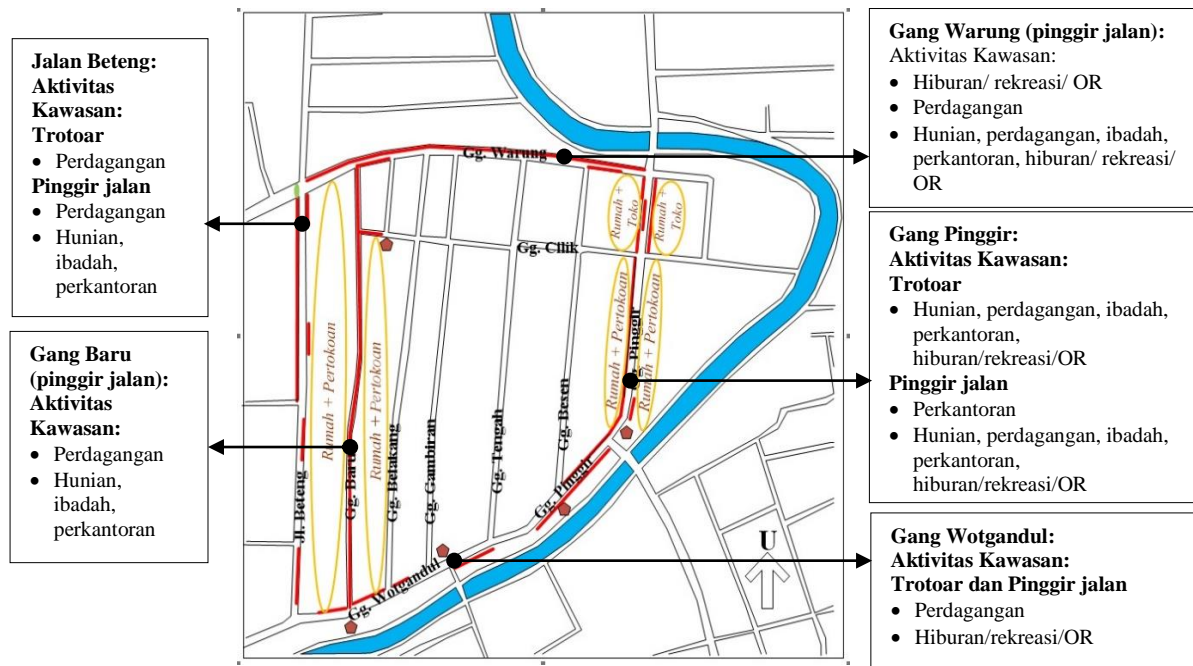 Jalan Beteng:
Aktivitas
Kawasan:
Trotoar
• Perdagangan
Pinggir jalan
• Perdagangan
• Hunian,
ibadah,
perkantoran
Gang Baru
(pinggir jalan):
Aktivitas
Kawasan:
• Perdagangan
• Hunian,
ibadah,
perkantoran
Gg. Warung
Rumah +
Toko
Rumah +
Toko
Gg. Cilik
Rumah + Pertokoan
Rumah + Pertokoan
Rumah + Pertokoan
Rumah + Pertokoan
Gg. Pinggir
Jl. Beteng
Gg. Baru
Gg. Belakang
Gg. Gambiran
Gg. Tengah
Gg. Besen
Gg. Pinggir
Gg. Wotgandul
U
Gang Warung (pinggir jalan):
Aktivitas Kawasan:
• Hiburan/ rekreasi/ OR
• Perdagangan
• Hunian, perdagangan, ibadah,
perkantoran, hiburan/ rekreasi/
OR
Gang Pinggir:
Aktivitas Kawasan:
Trotoar
• Hunian, perdagangan, ibadah,
perkantoran,
hiburan/rekreasi/OR
Pinggir jalan
• Perkantoran
• Hunian, perdagangan, ibadah,
perkantoran,
hiburan/rekreasi/OR
Gang Wotgandul:
Aktivitas Kawasan:
Trotoar dan Pinggir jalan
• Perdagangan
• Hiburan/rekreasi/OR